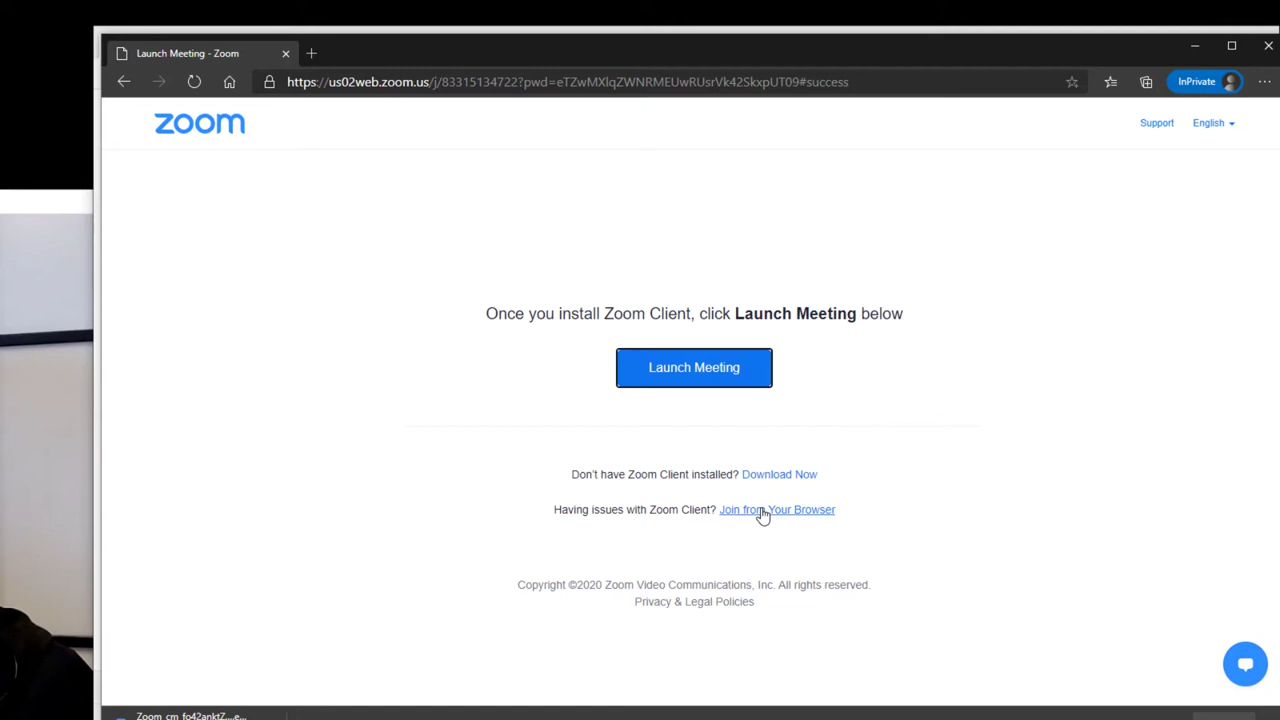 Launch Meeting - Zoom
https://us02web.zoom.us/j/83315134722?pwd=eTZwMXlqZWNRMEUwRUsrVk42SkxpUT09#success
InPrivate
zoom
Support
English
Once you install Zoom Client, click Launch Meeting below
Launch Meeting
Don't have Zoom Client installed? Download Now
Having issues with Zoom Client? Join from Your Browser
Copyright ©2020 Zoom Video Communications, Inc. All rights reserved.
Privacy & Legal Policies
Zoom_cm_fo42anktZ....e...